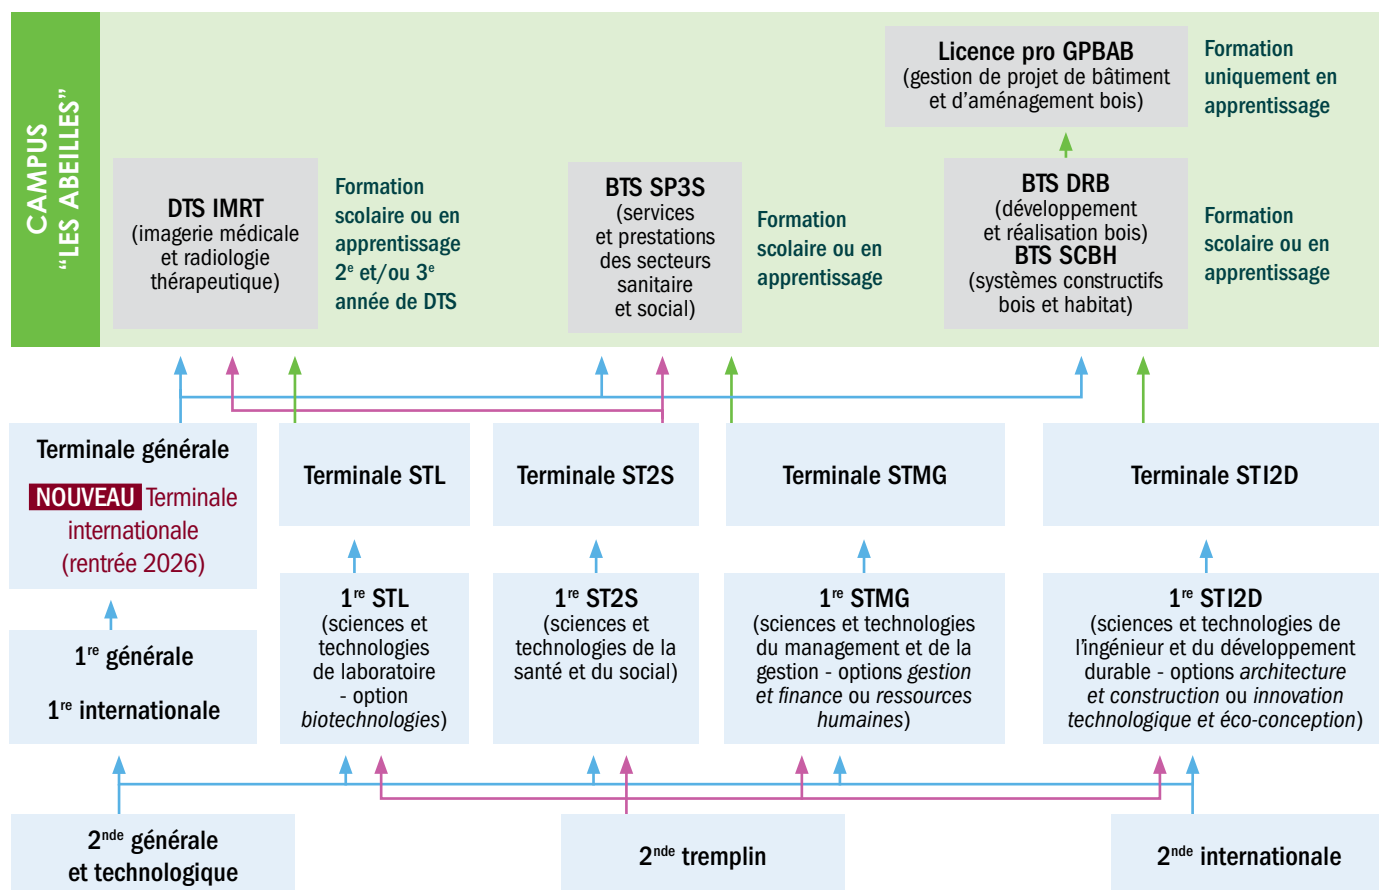 CAMPUS
“LES ABEILLES”
Licence pro GPBAB
(gestion de projet de bâtiment
et d’aménagement bois)
Formation
uniquement en
apprentissage
DTS IMRT
(imagerie médicale
et radiologie
thérapeutique)
Formation
scolaire ou en
apprentissage
2e et/ou 3e
année de DTS
BTS SP3S
(services
et prestations
des secteurs
sanitaire
et social)
Formation
scolaire ou en
apprentissage
BTS DRB
(développement
et réalisation bois)
BTS SCBH
(systèmes constructifs
bois et habitat)
Formation
scolaire ou en
apprentissage
Terminale générale
NOUVEAU Terminale
internationale
(rentrée 2026)
Terminale STL
Terminale ST2S
Terminale STMG
Terminale STI2D
1re générale
1re internationale
1re STL
(sciences et
technologies
de laboratoire
- option
biotechnologies)
1re ST2S
(sciences et
technologies de la
santé et du social)
1re STMG
(sciences et technologies
du management et de la
gestion - options gestion
et finance ou ressources
humaines)
1re STI2D
(sciences et technologies de
l’ingénieur et du développement
durable - options architecture
et construction ou innovation
technologique et éco-conception)
2nde générale
et technologique
2nde tremplin
2nde internationale